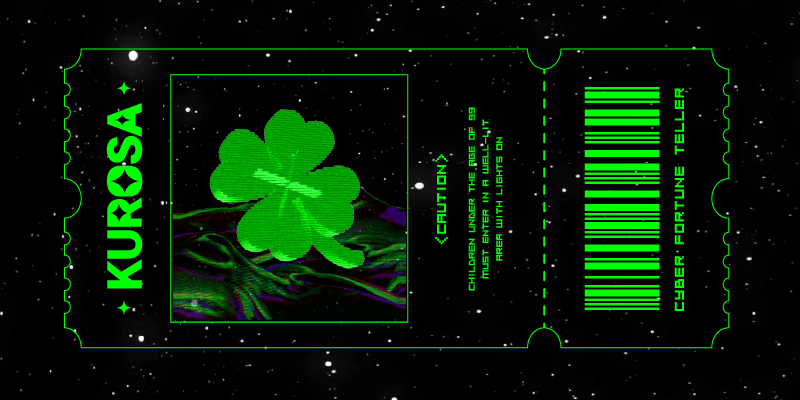 KUROSA
<CAUTION>
CHILDREN UNDER THE AGE OF 99
MUST ENTER IN A WELL-LIT
AREA WITH LIGHTS ON
CYBER FORTUNE TELLER